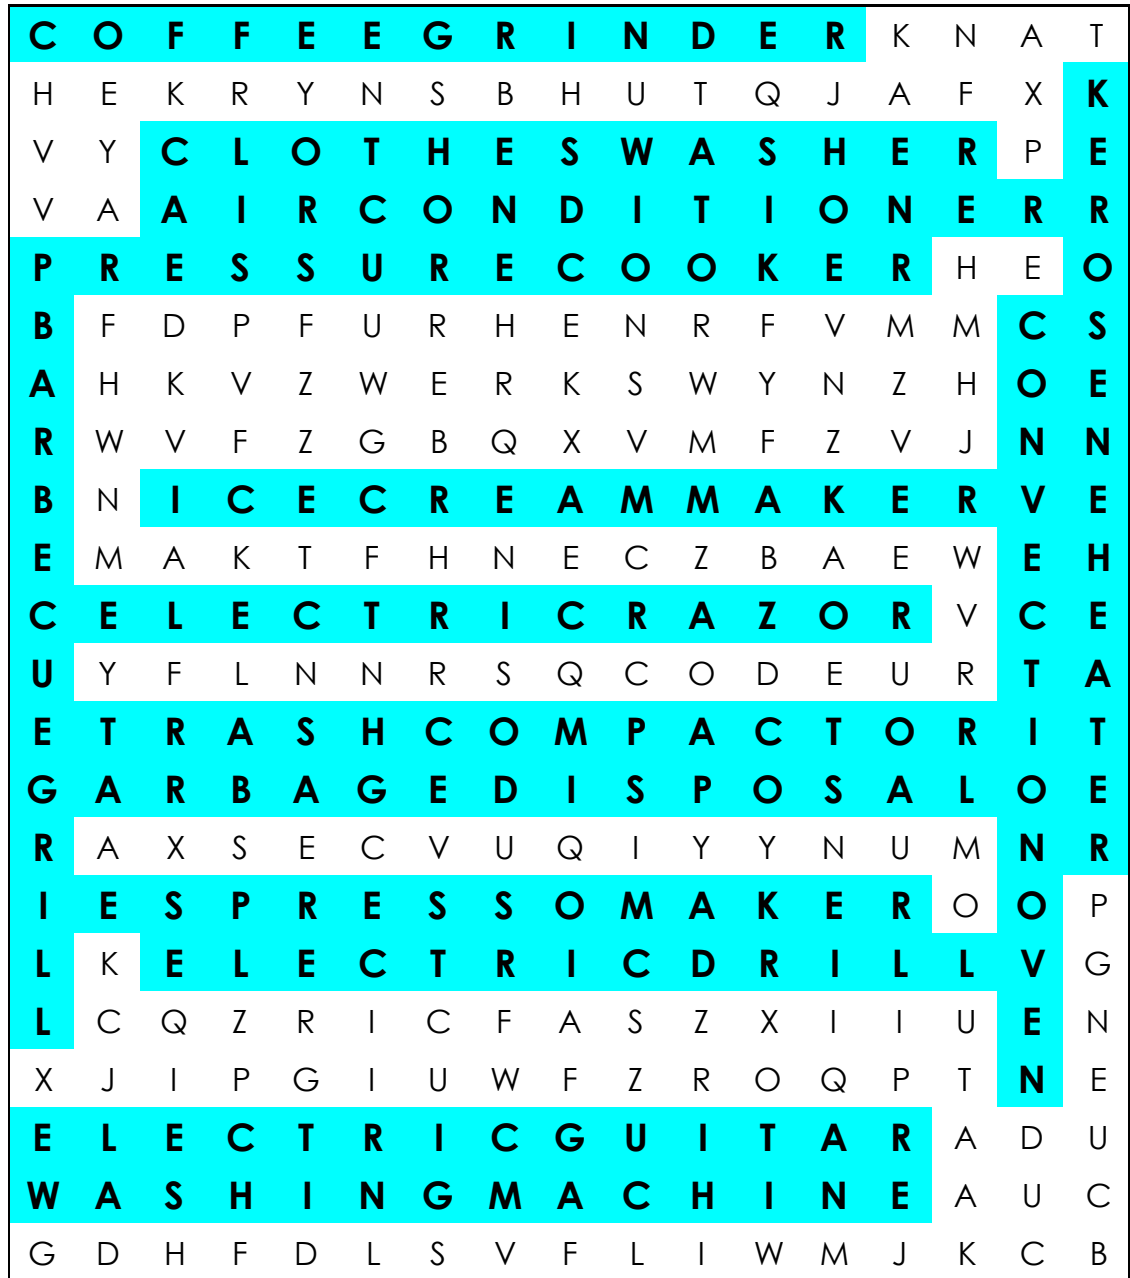 C O F F E E G R I N D E R K N A T
H E K R Y N S B H U T Q J A F X K
V Y C L O T H E S W A S H E R P E
V A A I R C O N D I T I O N E R R
P R E S S U R E C O O K E R H E O
B F D P F U R H E N R F V M M C S
A H K V Z W E R K S W Y N Z H O E
R W V F Z G B Q X V M F Z V J N N
B N I C E C R E A M M A K E R V E
E M A K T F H N E C Z B A E W E H
C E L E C T R I C R A Z O R V C E
U Y F L N N R S Q C O D E U R T A
E T R A S H C O M P A C T O R I T
G A R B A G E D I S P O S A L O E
R A X S E C V U Q I Y Y N U M N R
I E S P R E S S O M A K E R O O P
L K E L E C T R I C D R I L L V G
L C Q Z R I C F A S Z X I I U E N
X J I P G I U W F Z R O Q P T N E
E L E C T R I C G U I T A R A D U
W A S H I N G M A C H I N E A U C
G D H F D L S V F L I W M J K C B